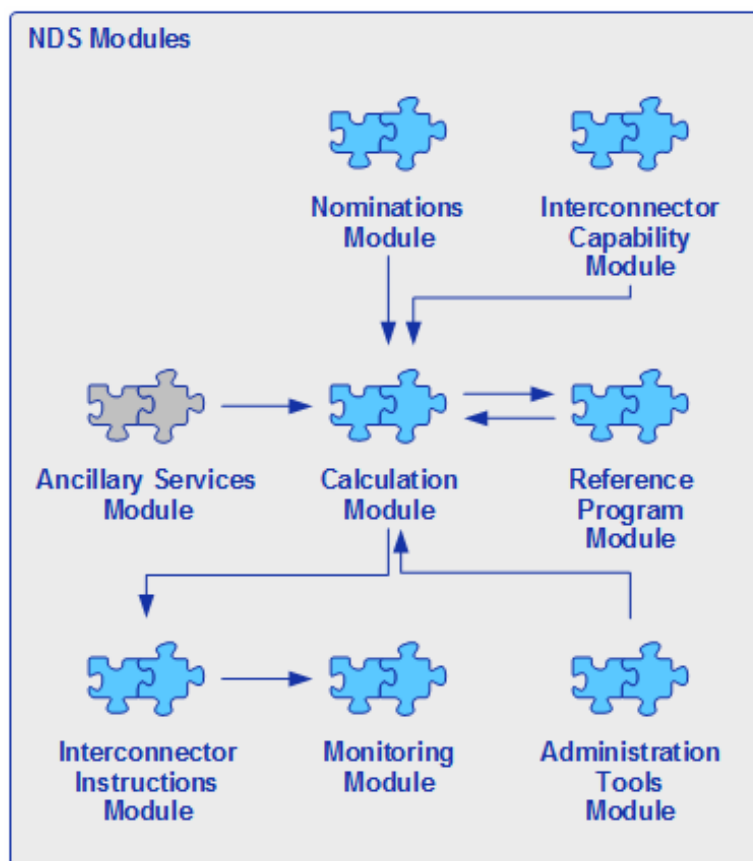 NDS Modules
Nominations
Module
Interconnector
Capability
Module
Ancillary Services
Module
Calculation
Module
Reference
Program
Module
Interconnector
Instructions
Module
Monitoring
Module
Administration
Tools
Module